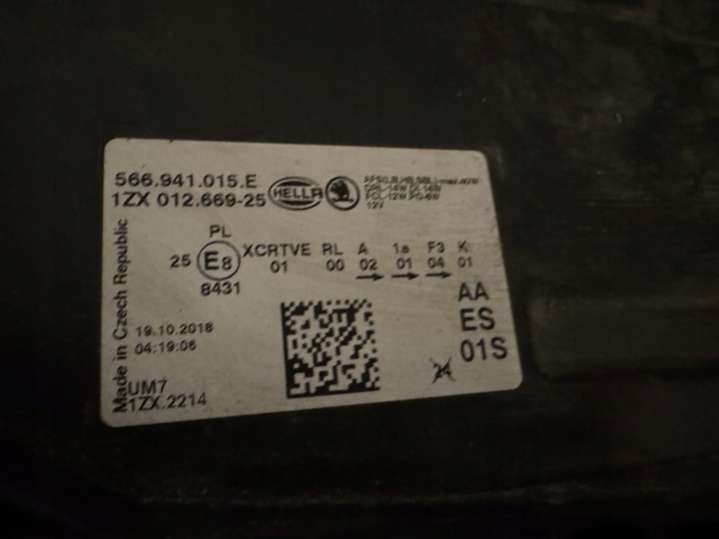 566.941.015.E
1ZX 012.669-25
HELLA
12V
PL
25 E8 XCRTVE RL A 1a F3 K
8431 01 00 02 01 04 01
AA
ES
01S
19.10.2018
04:19:06
Made in Czech Republic
UM7
1ZX.2214
24